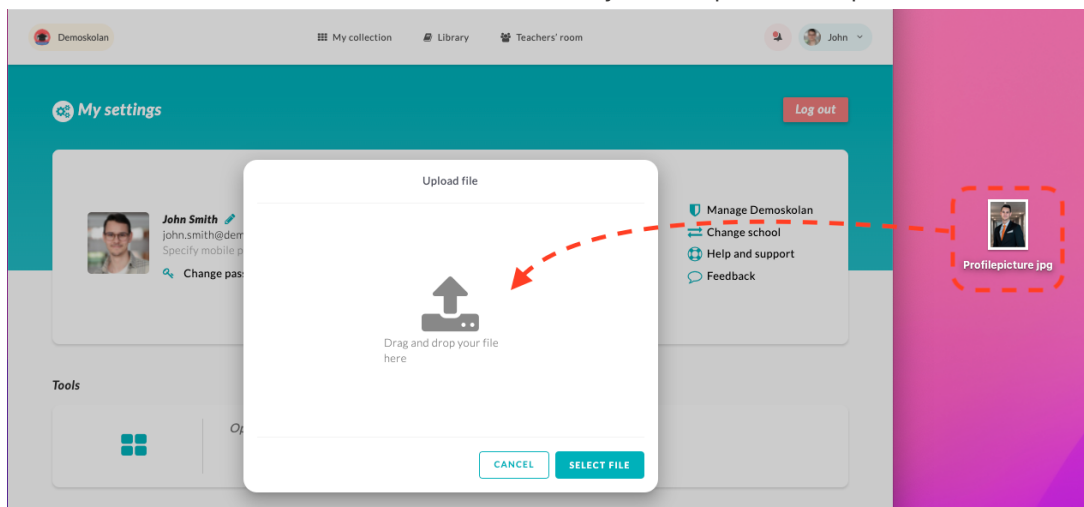 Demoskolan
My collection
Library
Teachers' room
John
My settings
Log out
Upload file
John Smith
john.smith@dem
Specify mobile p
Change pas
Manage Demoskolan
Change school
Help and support
Feedback
Profilepicture jpg
Drag and drop your file
here
Tools
CANCEL
SELECT FILE